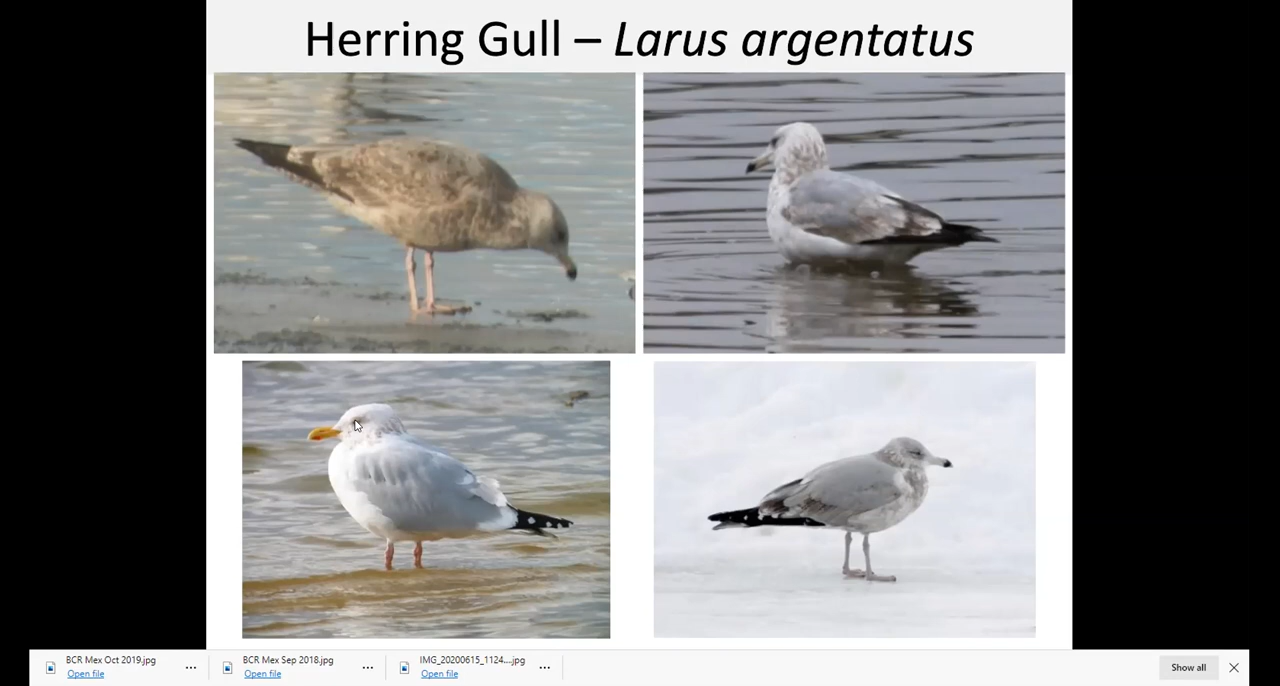 Herring Gull – Larus argentatus
BCR Mex Oct 2019.jpg
Open file
BCR Mex Sep 2018.jpg
Open file
IMG_20200615_1124....jpg
Open file
Show all